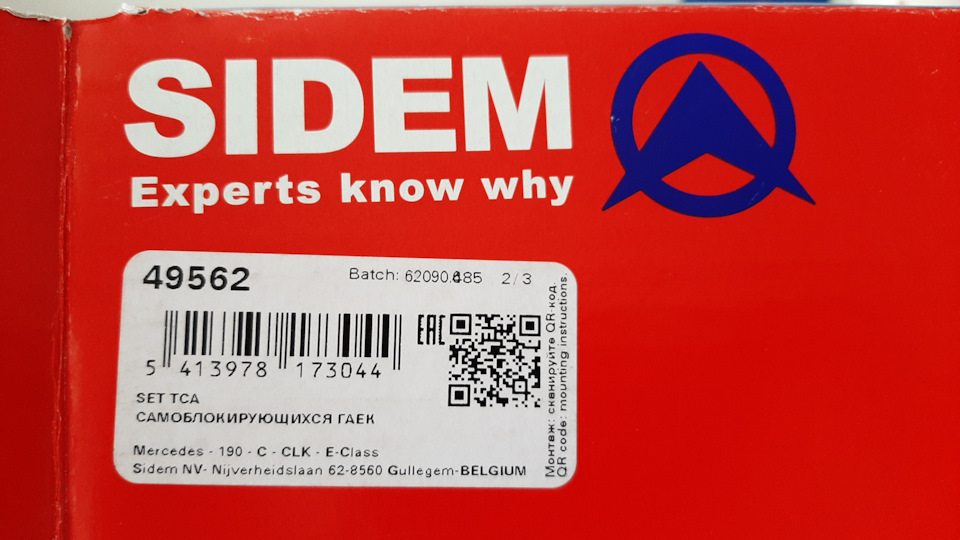 SIDEM
Experts know why
49562
Batch: 62090. 2/3
EAC
5 413978 173044
SET TCA
САМОБЛОКИРУЮЩИХСЯ ГАЕК
Mercedes - 190 - C - CLK - E-Class
Sidem NV- Nijverheidslaan 62-8560 Gullegem-BELGIUM
Монтаж: сканируйте QR-код.
QR code: mounting instructions.